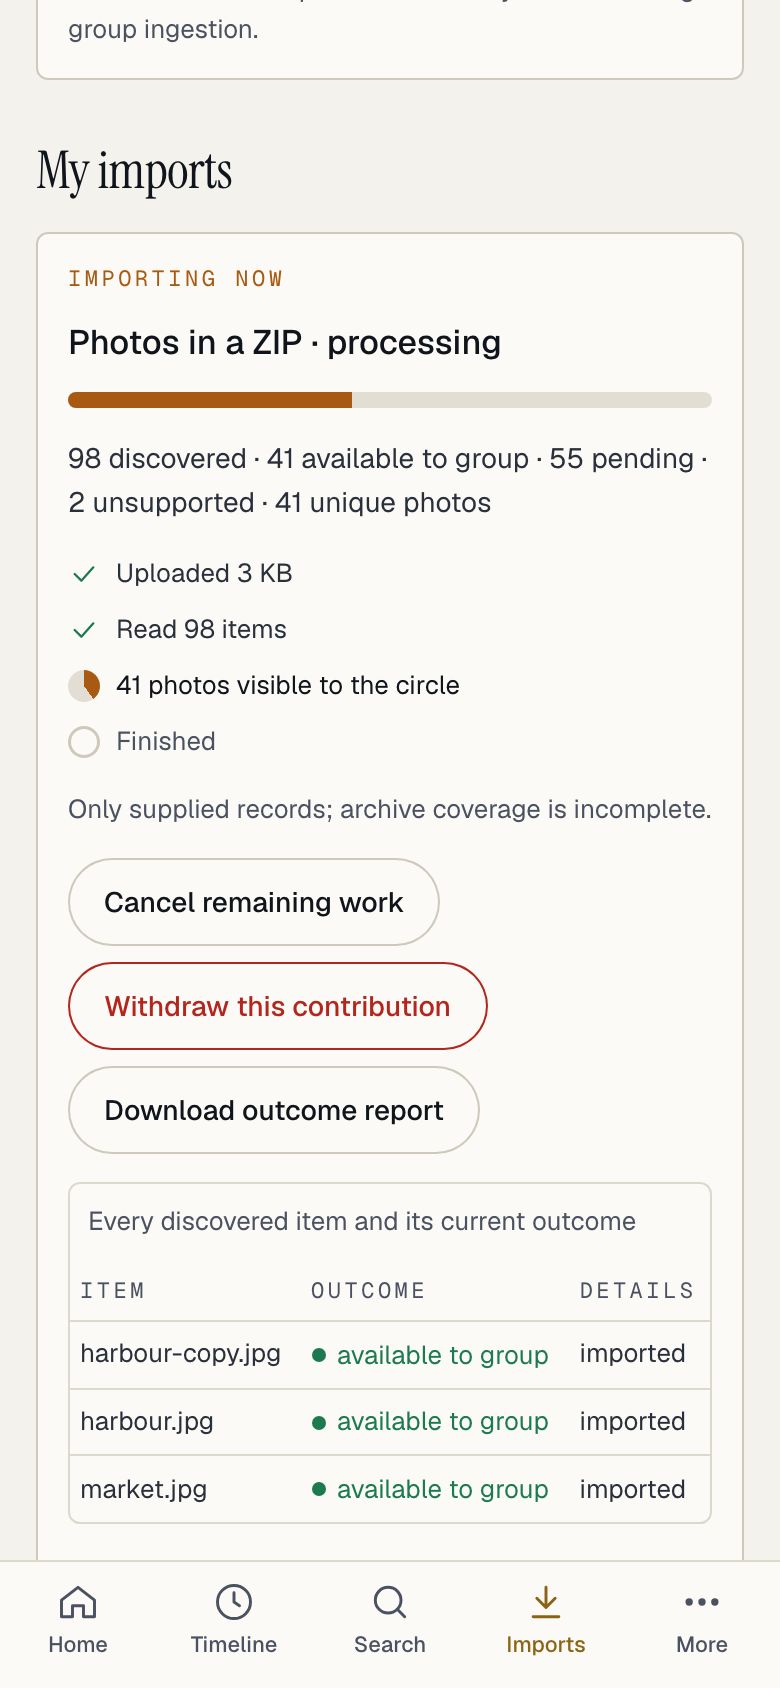 group ingestion.
My imports
IMPORTING NOW
Photos in a ZIP · processing
98 discovered · 41 available to group · 55 pending ·
2 unsupported · 41 unique photos
Uploaded 3 KB
Read 98 items
41 photos visible to the circle
Finished
Only supplied records; archive coverage is incomplete.
Cancel remaining work
Withdraw this contribution
Download outcome report
Every discovered item and its current outcome
ITEM OUTCOME DETAILS
harbour-copy.jpg available to group imported
harbour.jpg available to group imported
market.jpg available to group imported
Home Timeline Search Imports More